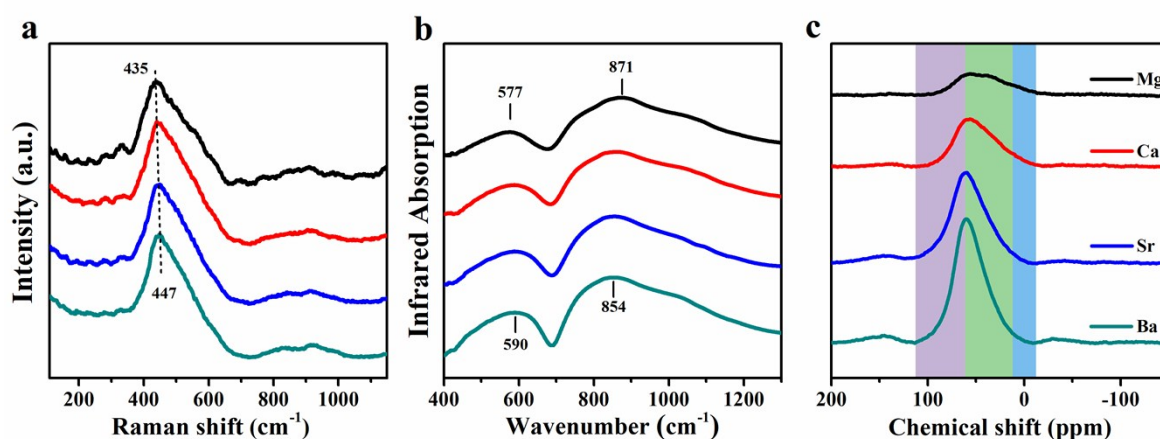 a
Intensity (a.u.)
435
447
200 400 600 800 1000
Raman shift (cm⁻¹)
b
Infrared Absorption
577
871
590
854
400 600 800 1000 1200
Wavenumber (cm⁻¹)
c
Mg
Ca
Sr
Ba
200 100 0 -100
Chemical shift (ppm)